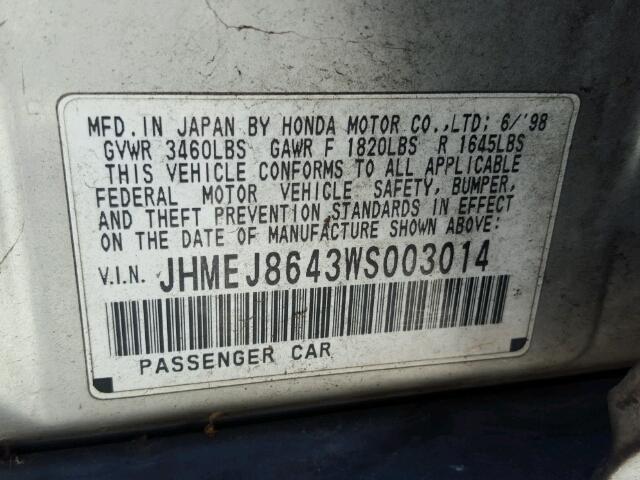 MFD. IN JAPAN BY HONDA MOTOR CO.,LTD; 6/'98
GVWR 3460LBS GAWR F 1820LBS R 1645LBS
THIS VEHICLE CONFORMS TO ALL APPLICABLE
FEDERAL MOTOR VEHICLE SAFETY, BUMPER,
AND THEFT PREVENTION STANDARDS IN EFFECT
ON THE DATE OF MANUFACTURE SHOWN ABOVE:
V.I.N. JHMEJ8643WS003014
PASSENGER CAR